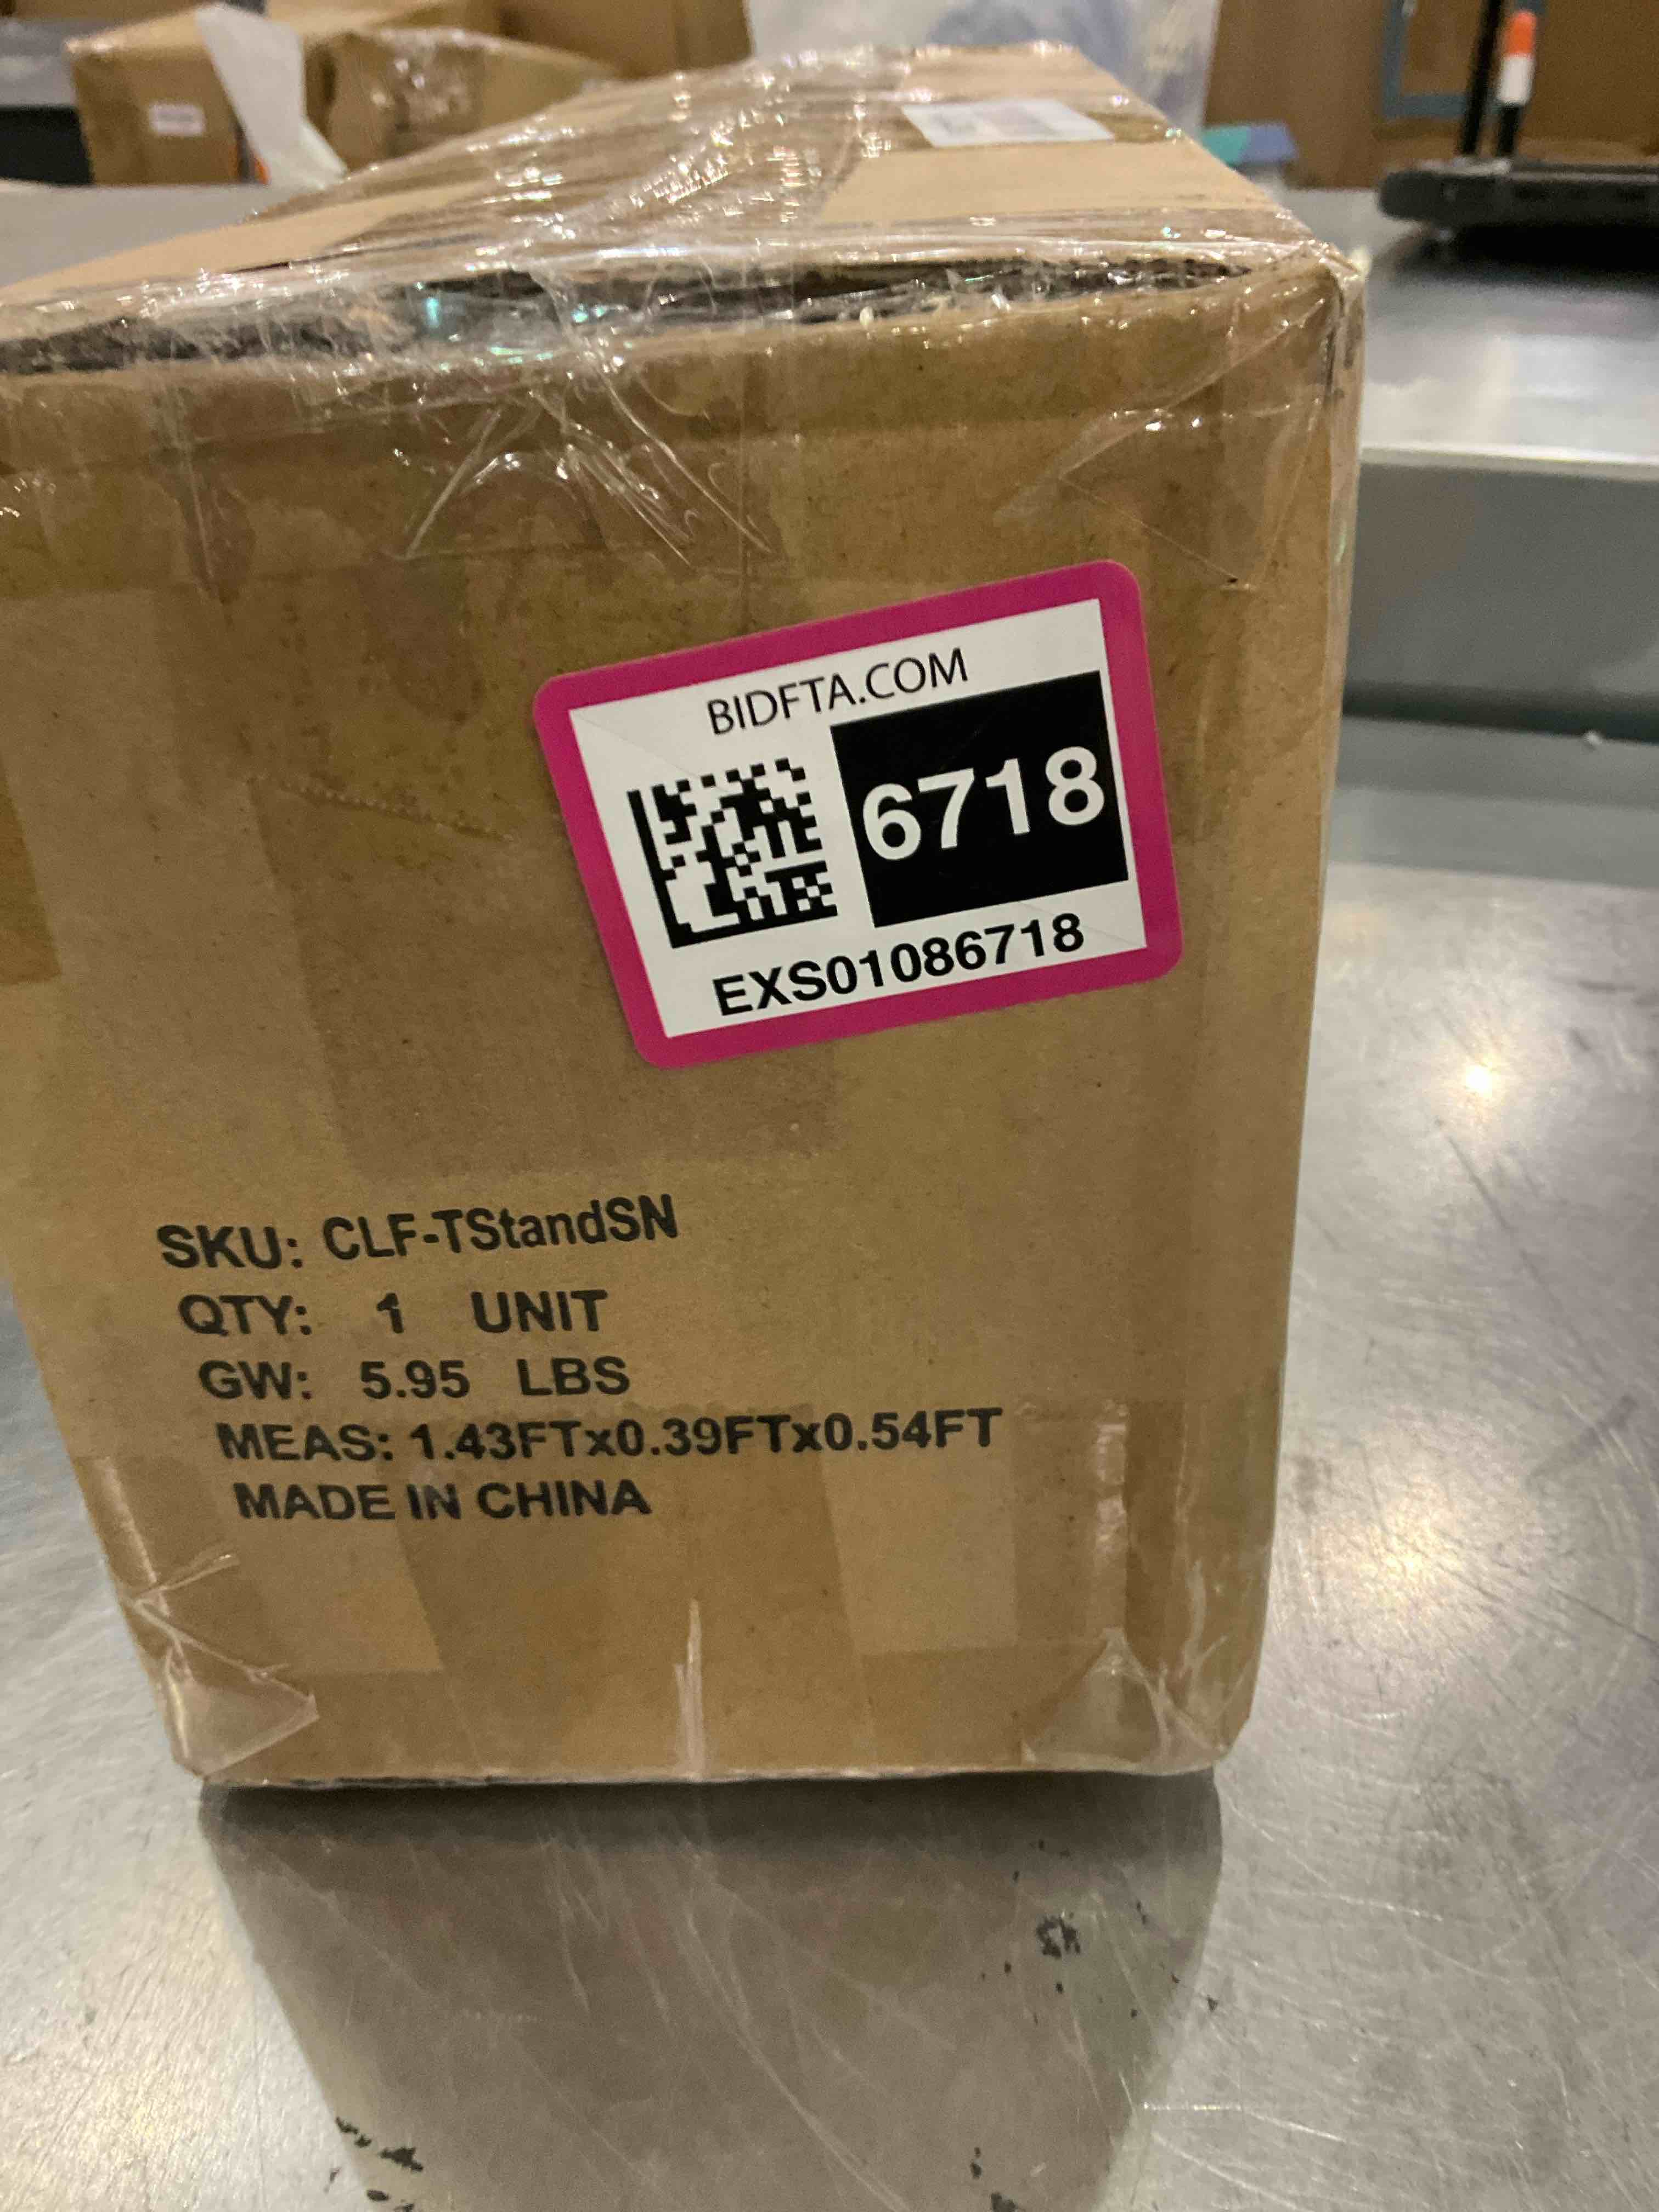 BIDFTA.COM
6718
EXS01086718
SKU: CLF-TStandSN
QTY: 1 UNIT
GW: 5.95 LBS
MEAS: 1.43FTx0.39FTx0.54FT
MADE IN CHINA